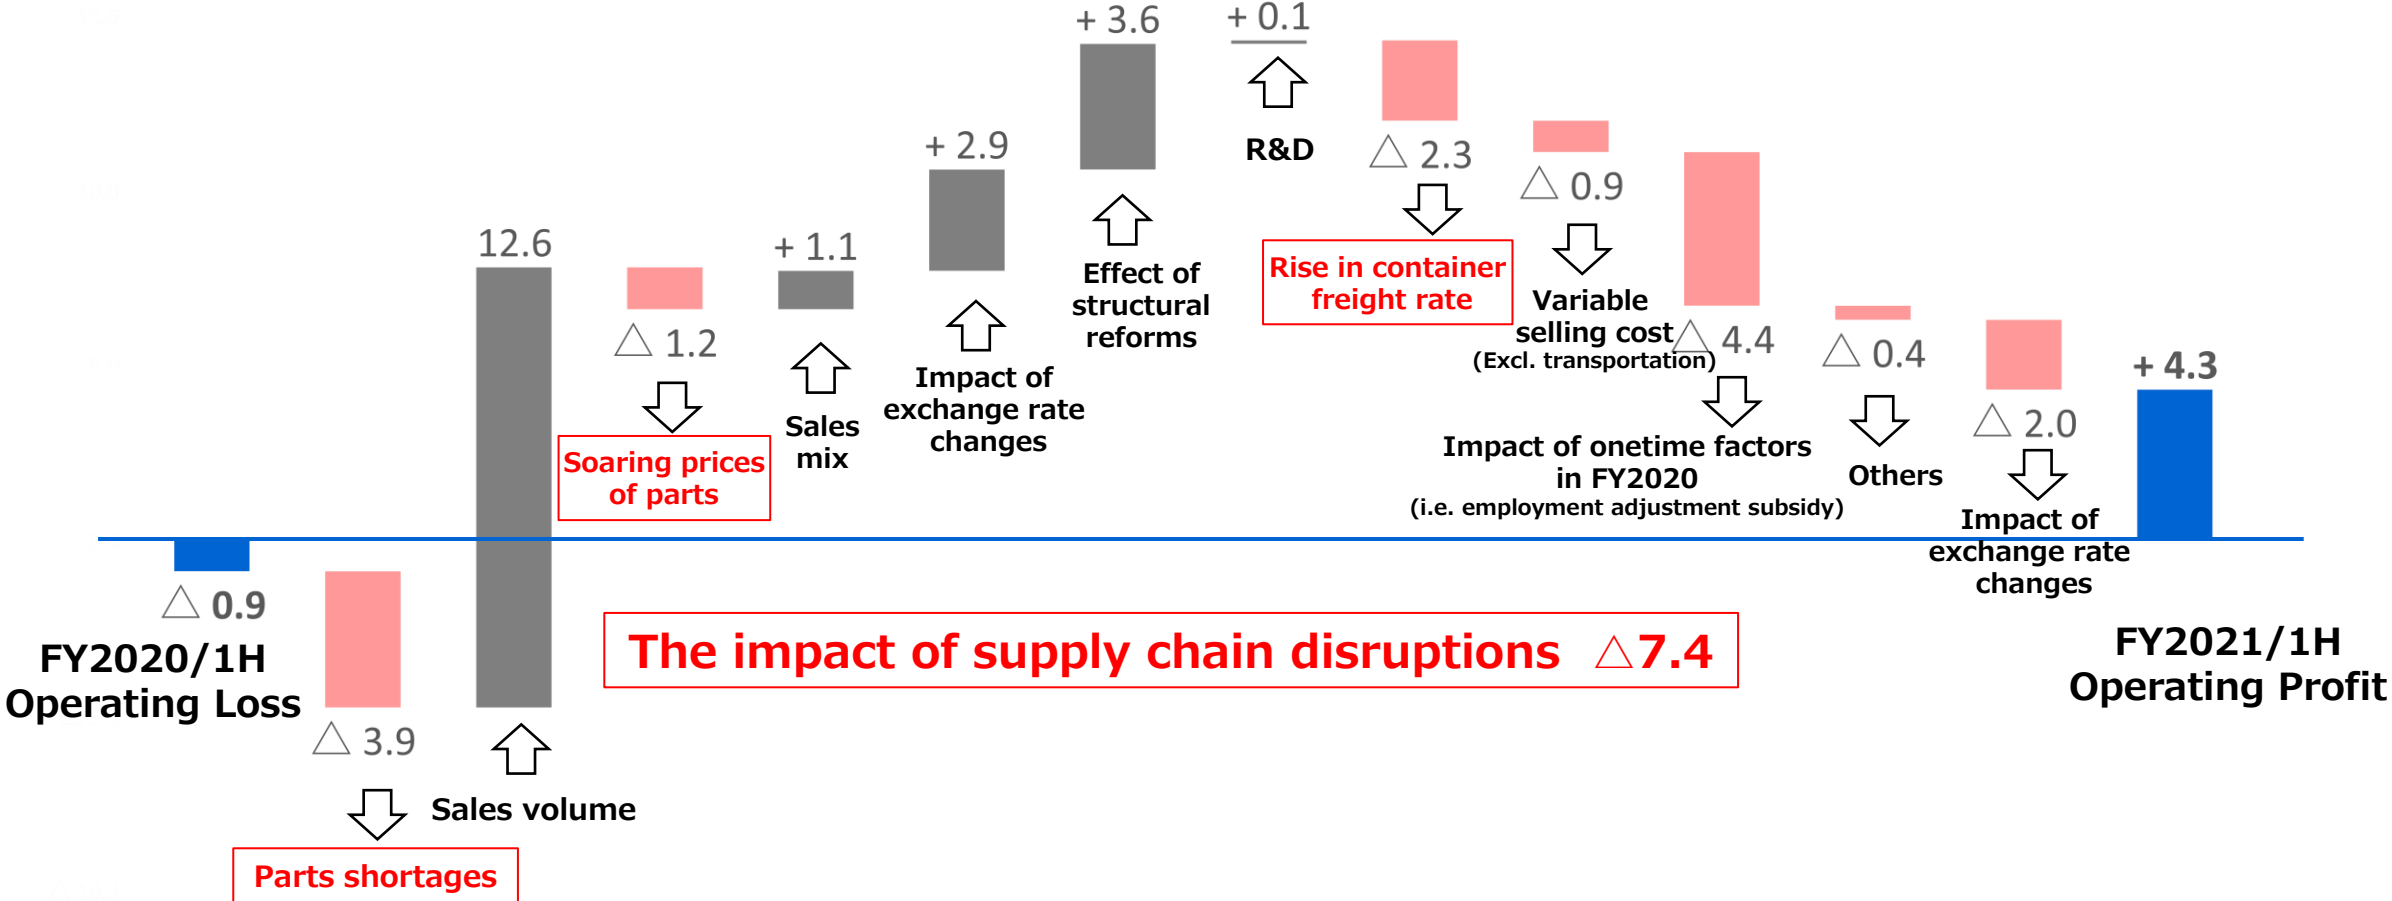 + 3.6
+ 0.1
R&D
△ 2.3
Rise in container
freight rate
△ 0.9
Variable
selling cost
(Excl. transportation)
+ 2.9
Impact of
exchange rate
changes
Effect of
structural
reforms
12.6
△ 1.2
Soaring prices
of parts
+ 1.1
Sales
mix
△ 4.4
Impact of onetime factors
in FY2020
(i.e. employment adjustment subsidy)
△ 0.4
Others
△ 2.0
Impact of
exchange rate
changes
+ 4.3
FY2021/1H
Operating Profit
△ 0.9
FY2020/1H
Operating Loss
△ 3.9
Parts shortages
Sales volume
The impact of supply chain disruptions △7.4